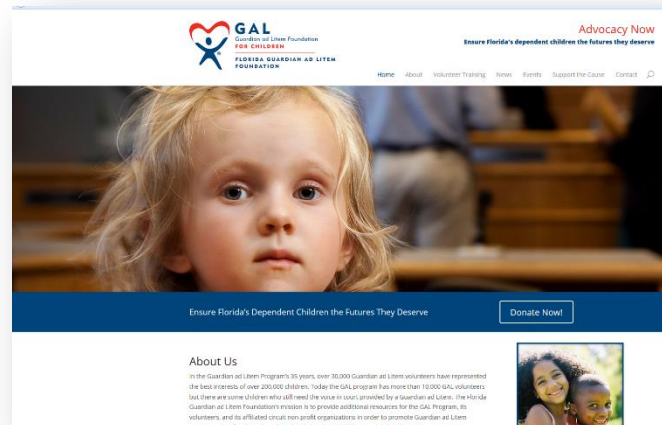 GAL
Guardian ad Litem Foundation
FOR CHILDREN
FLORIDA GUARDIAN AD LITEM
FOUNDATION
Advocacy Now
Ensure Florida's dependent children the futures they deserve
Home About Volunteer Training News Events Support the Cause Contact
Ensure Florida's Dependent Children the Futures They Deserve
Donate Now!
About Us
In the Guardian ad Litem Program's 35 years, over 30,000 Guardian ad Litem volunteers have represented
the best interests of over 200,000 children. Today the GAL program has more than 10,000 GAL volunteers
but there are some children who still need the voice in court provided by a Guardian ad Litem. The Florida
Guardian ad Litem Foundation's mission is to provide additional resources for the GAL Program, its
volunteers, and its affiliated circuit non profit organizations in order to promote Guardian ad Litem